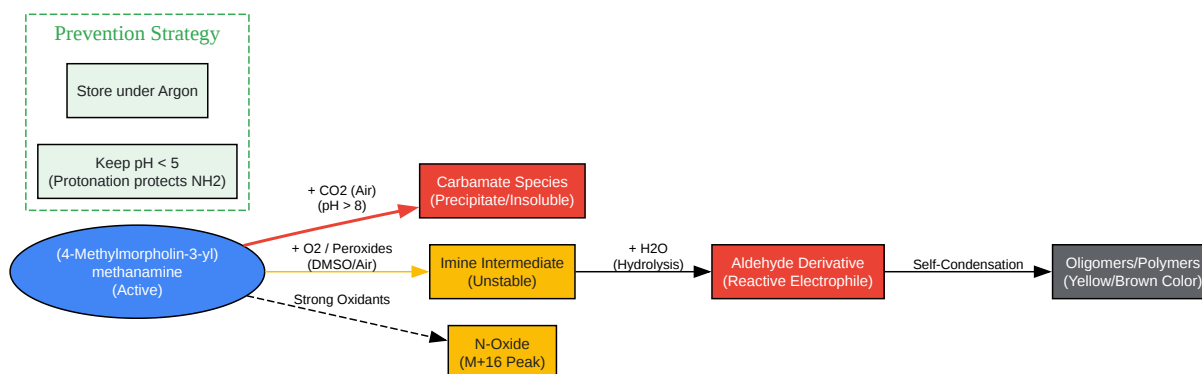 Prevention Strategy
Store under Argon
Keep pH < 5
(Protonation protects NH2)
(4-Methylmorpholin-3-yl)
methanamine
(Active)
+ CO2 (Air)
(pH > 8)
Carbamate Species
(Precipitate/Insoluble)
+ O2 / Peroxides
(DMSO/Air)
Imine Intermediate
(Unstable)
+ H2O
(Hydrolysis)
Aldehyde Derivative
(Reactive Electrophile)
Self-Condensation
Oligomers/Polymers
(Yellow/Brown Color)
Strong Oxidants
N-Oxide
(M+16 Peak)